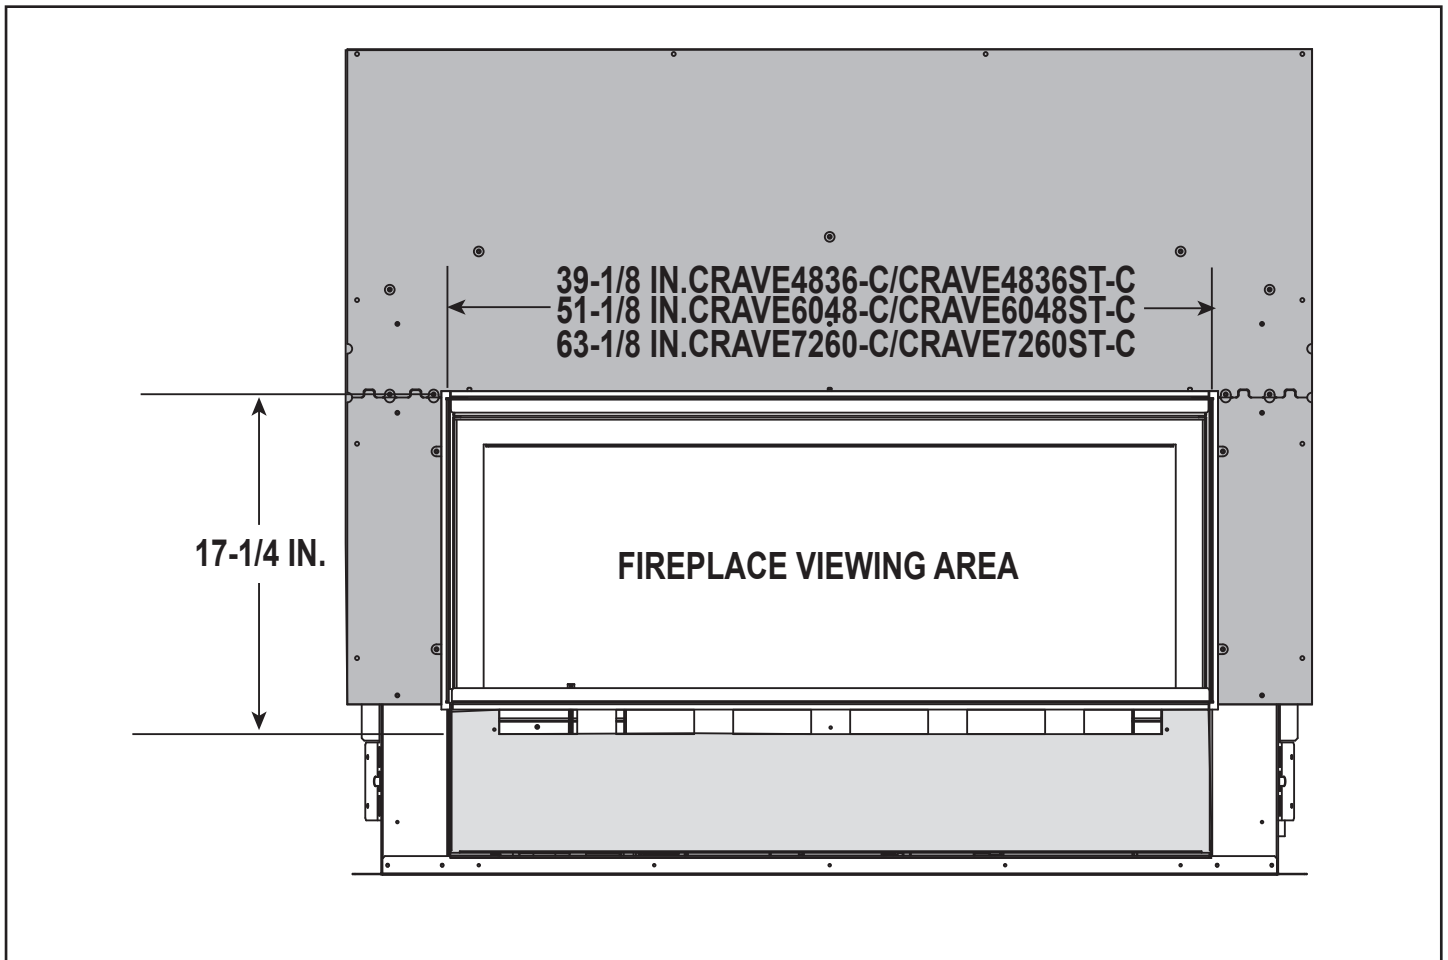 39-1/8 IN.CRAVE4836-C/CRAVE4836ST-C
51-1/8 IN.CRAVE6048-C/CRAVE6048ST-C
63-1/8 IN.CRAVE7260-C/CRAVE7260ST-C
17-1/4 IN.
FIREPLACE VIEWING AREA